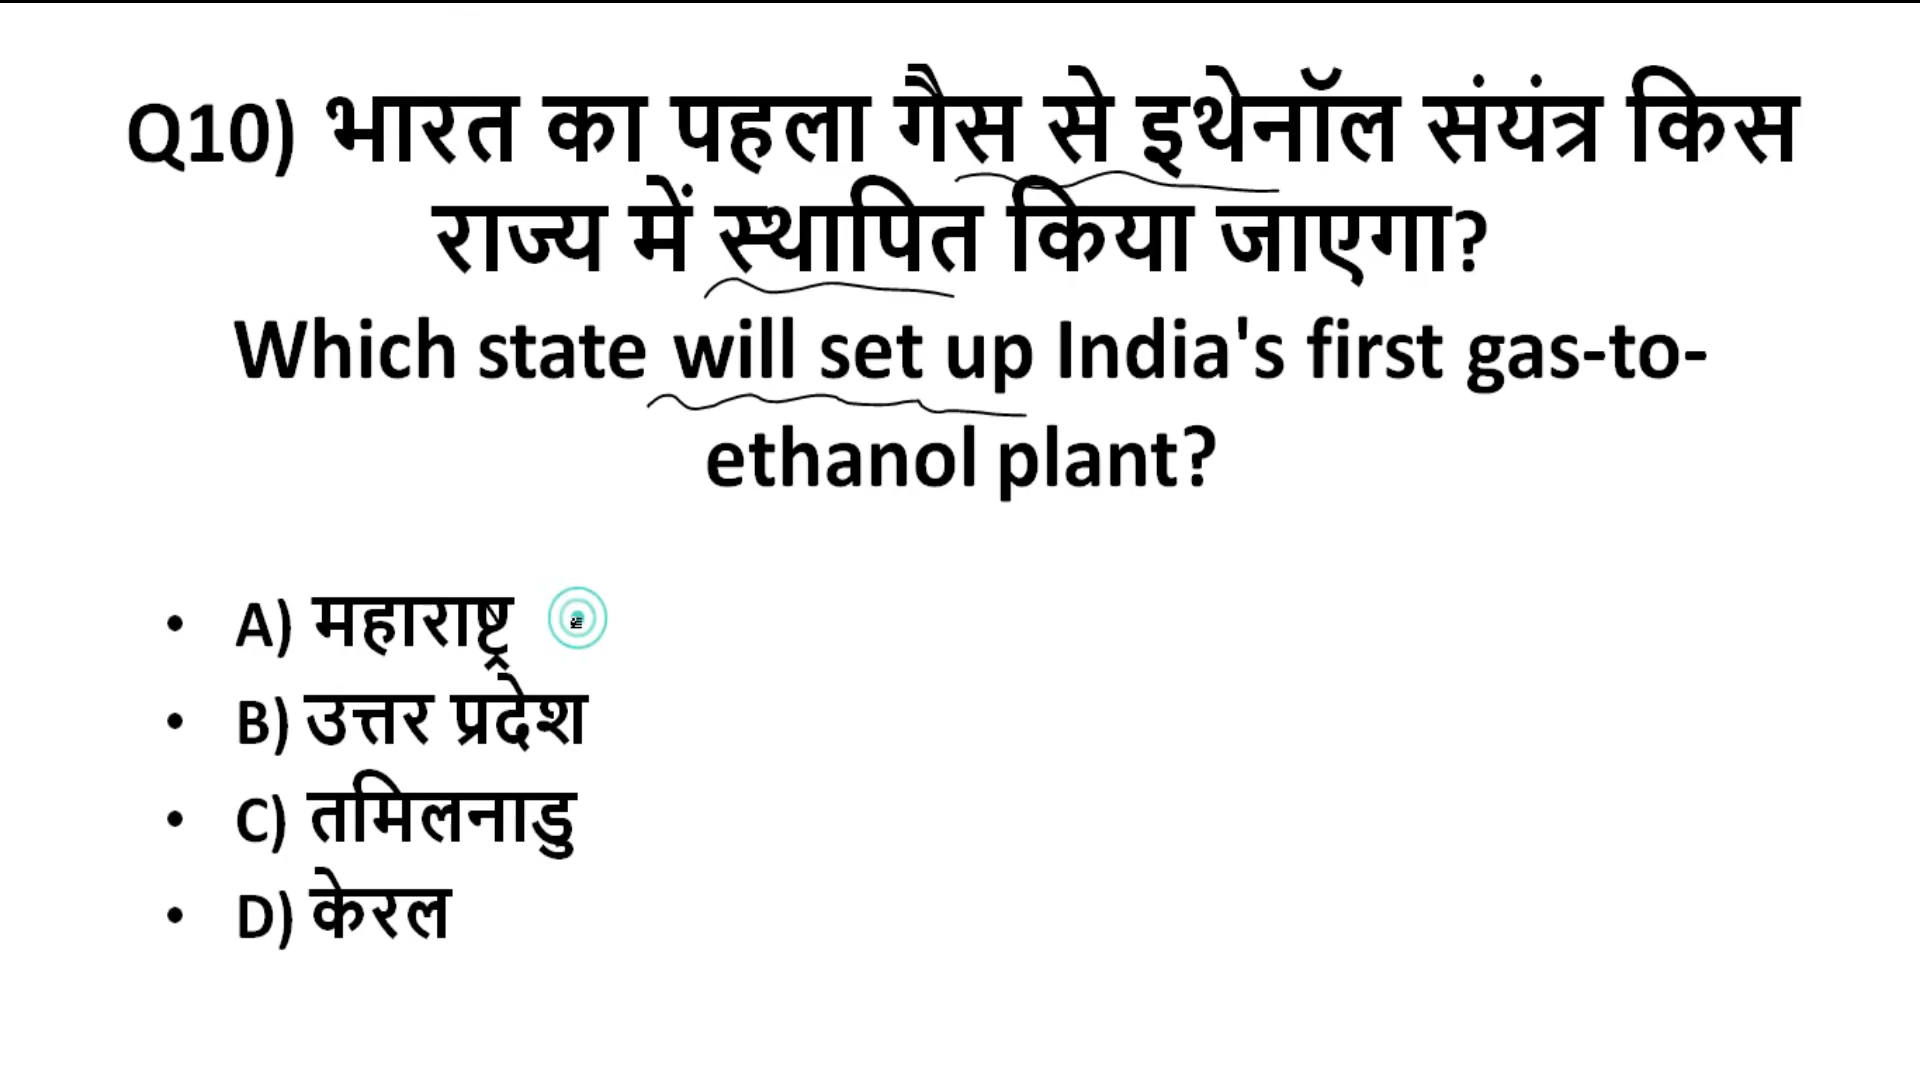 Q10) भारत का पहला गैस से इथेनॉल संयंत्र किस
राज्य में स्थापित किया जाएगा?
Which state will set up India's first gas-to-
ethanol plant?
• A) महाराष्ट्र
• B) उत्तर प्रदेश
• C) तमिलनाडु
• D) केरल